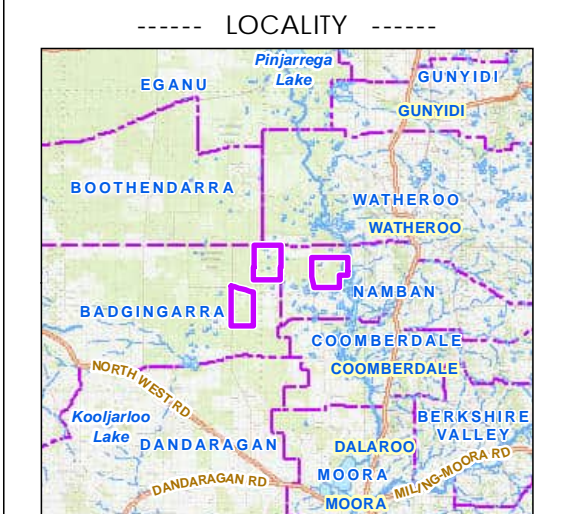 ------ LOCALITY ------
Pinjarrega
Lake
EGANU
GUNYIDI
GUNYIDI
BOOTHENDARRA
WATHEROO
WATHEROO
NAMBAN
BADGINGARRA
COOMBERDALE
COOMBERDALE
NORTH WEST RD
Kooljarloo
Lake
BERKSHIRE
VALLEY
DANDARAGAN
DALAROO
MOORA
MILING-MOORA RD
DANDARAGAN RD
MOORA